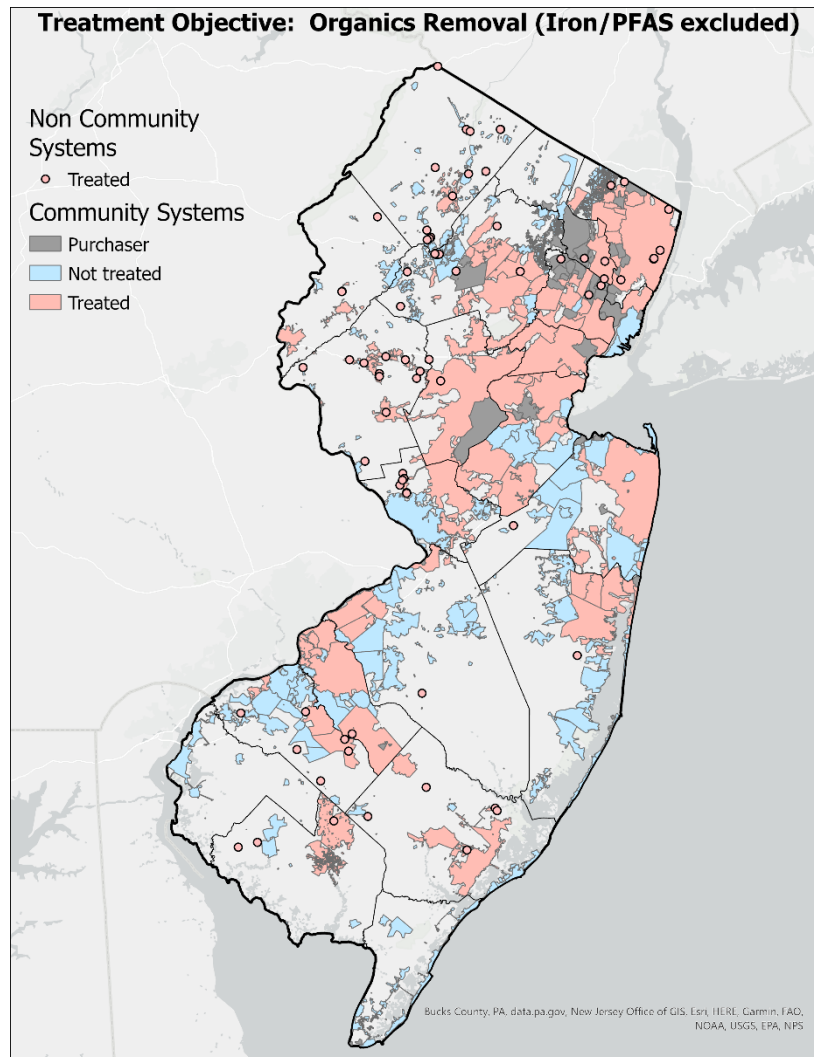 Treatment Objective: Organics Removal (Iron/PFAS excluded)
Non Community
Systems
Treated
Community Systems
Purchaser
Not treated
Treated
Bucks County, PA, data.pa.gov, New Jersey Office of GIS, Esri, HERE, Garmin, FAO,
NOAA, USGS, EPA, NPS